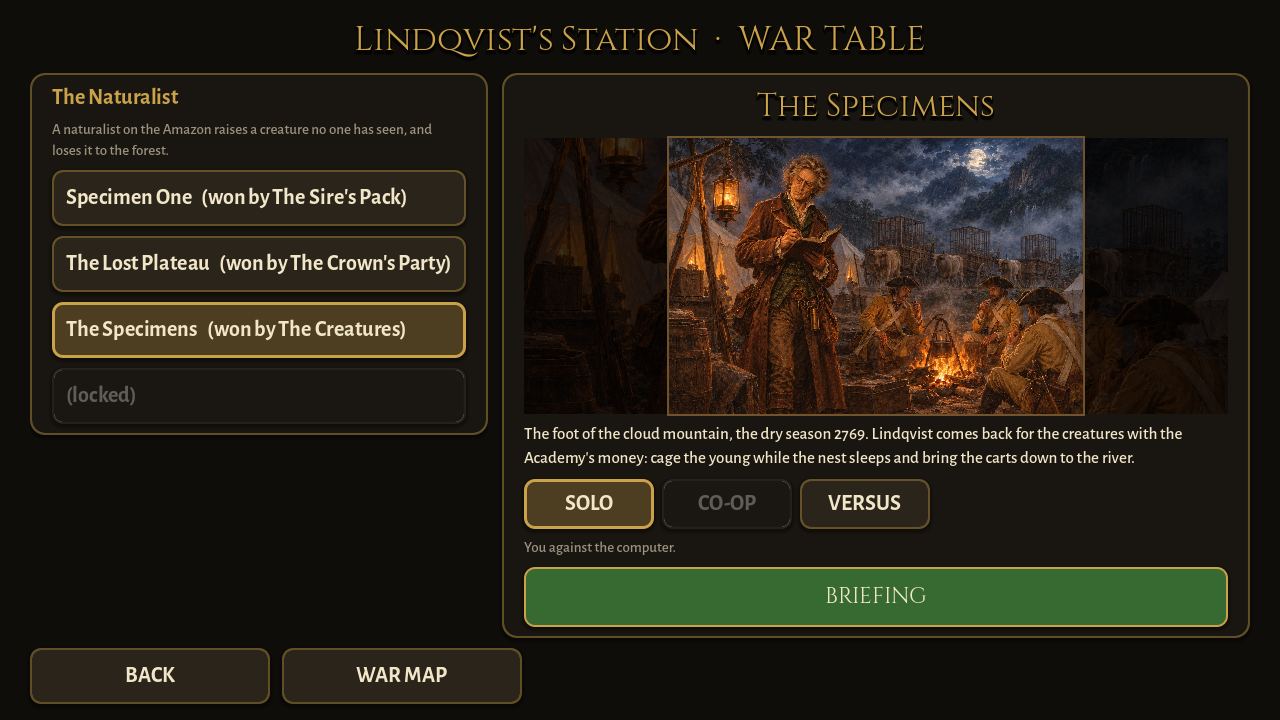 Lindqvist's Station · WAR TABLE
The Naturalist
A naturalist on the Amazon raises a creature no one has seen, and
loses it to the forest.
Specimen One (won by The Sire's Pack)
The Lost Plateau (won by The Crown's Party)
The Specimens (won by The Creatures)
(locked)
The Specimens
The foot of the cloud mountain, the dry season 2769. Lindqvist comes back for the creatures with the
Academy's money: cage the young while the nest sleeps and bring the carts down to the river.
SOLO
CO-OP
VERSUS
You against the computer.
BRIEFING
BACK
WAR MAP